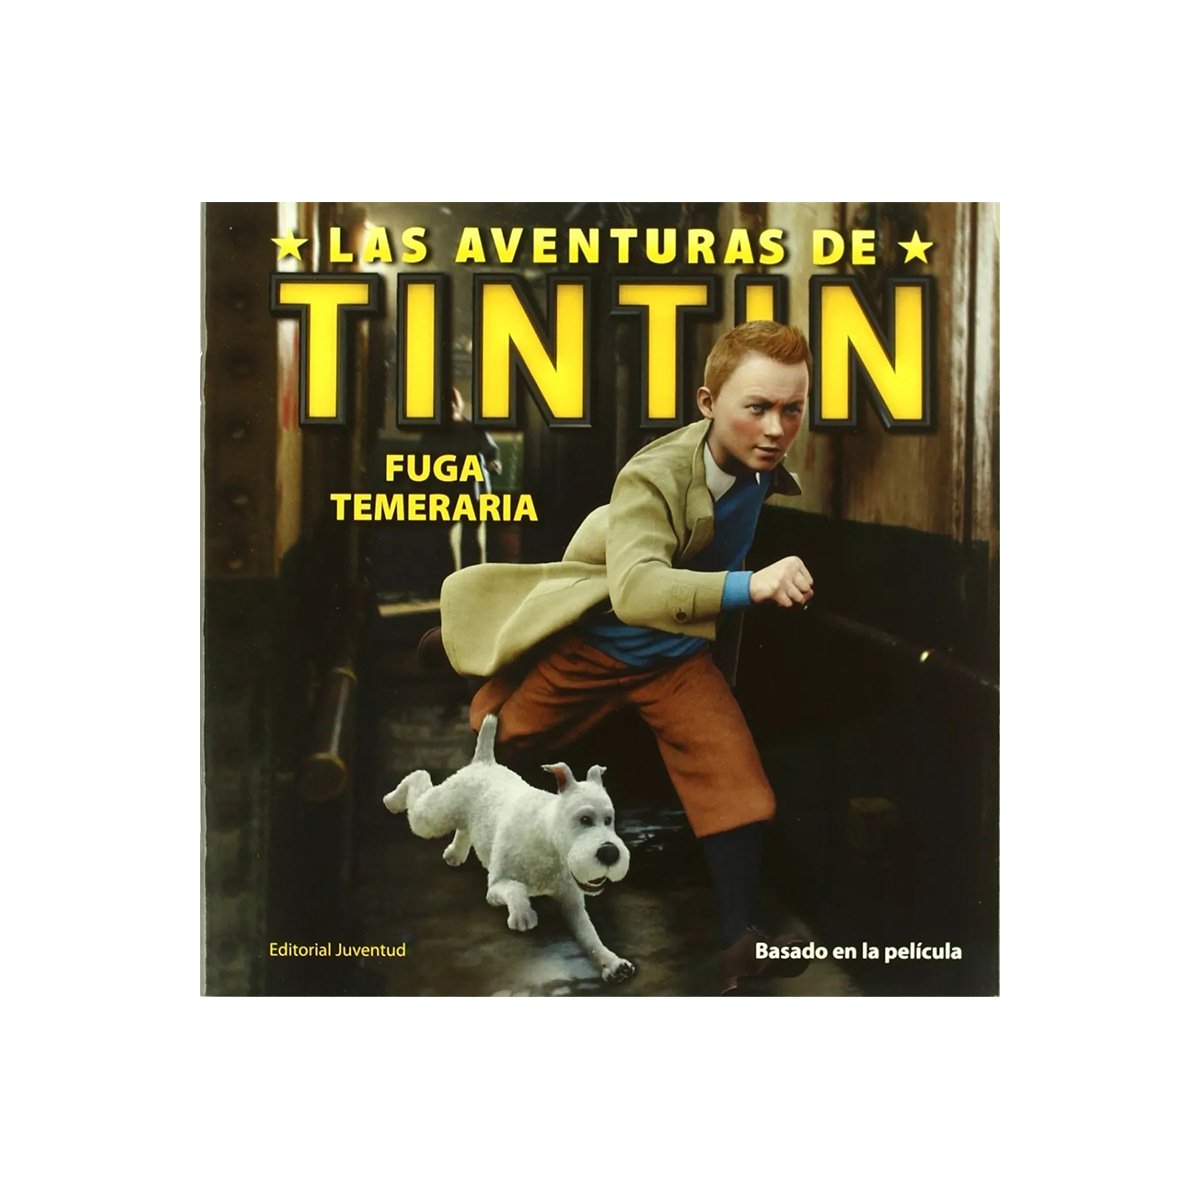 ★ LAS AVENTURAS DE ★
TINTIN
FUGA
TEMERARIA
Editorial Juventud
Basado en la película